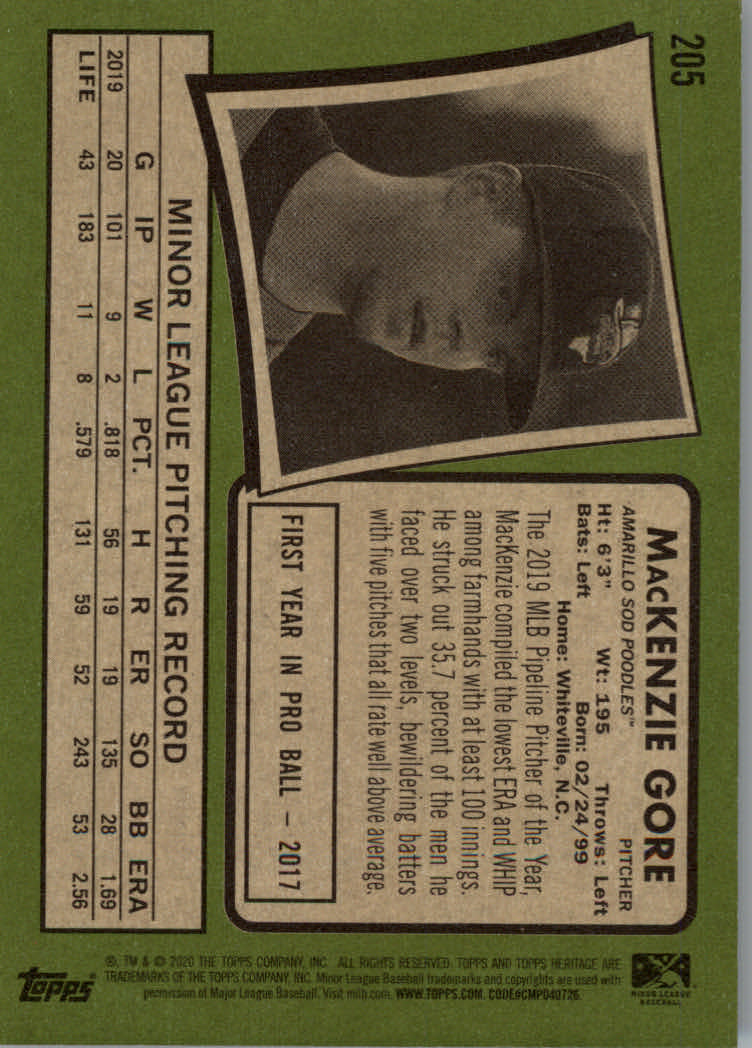 205
MacKENZIE GORE
PITCHER
AMARILLO SOD POODLES™
Ht: 6'3" Wt: 195 Throws: Left
Bats: Left Born: 02/24/99
Home: Whiteville, N.C.
The 2019 MLB Pipeline Pitcher of the Year,
MacKenzie compiled the lowest ERA and WHIP
among farmhands with at least 100 innings.
He struck out 35.7 percent of the men he
faced over two levels, bewildering batters
with five pitches that all rate well above average.
FIRST YEAR IN PRO BALL – 2017
MINOR LEAGUE PITCHING RECORD
G IP W L PCT. H R ER SO BB ERA
2019 20 101 9 2 .818 56 19 19 135 28 1.69
LIFE 43 183 11 8 .579 131 59 52 243 53 2.56
MINOR LEAGUE
BASEBALL
®, TM & © 2020 THE TOPPS COMPANY, INC. ALL RIGHTS RESERVED. TOPPS AND TOPPS HERITAGE ARE
TRADEMARKS OF THE TOPPS COMPANY, INC. Minor League Baseball trademarks and copyrights are used with
permission of Major League Baseball. Visit milb.com. WWW.TOPPS.COM. CODE#CMP040726.
Topps